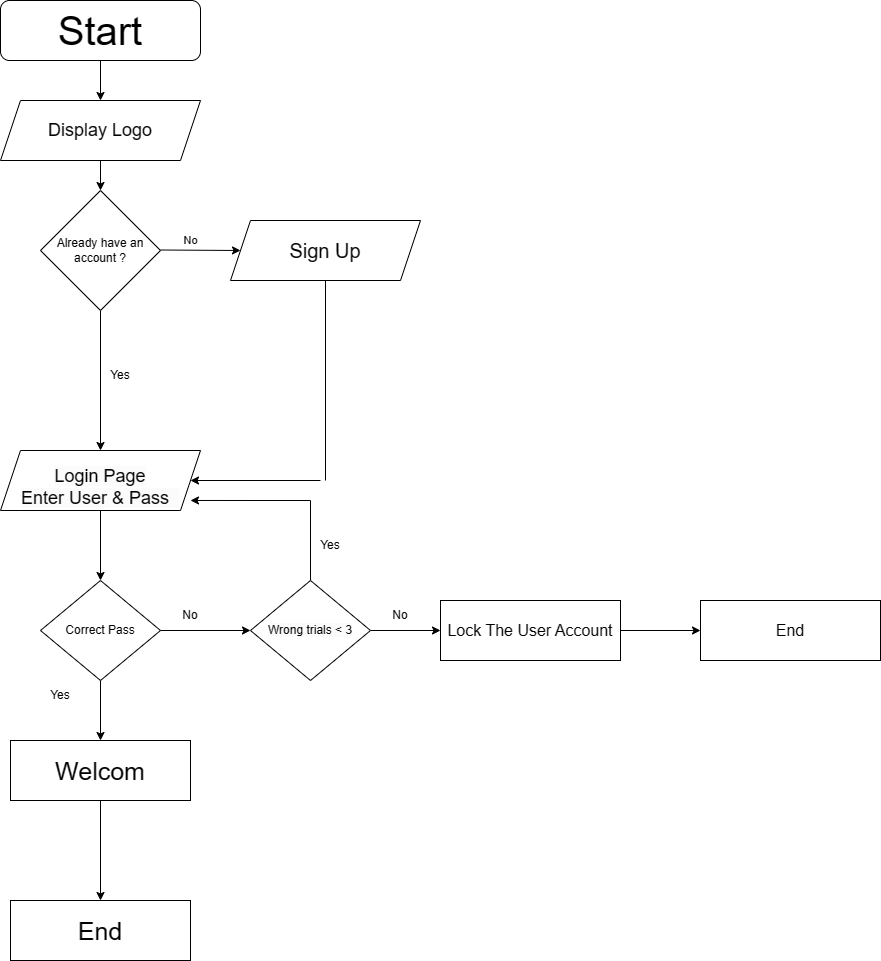 Start
Display Logo
Already have an
account ?
No
Sign Up
Yes
Login Page
Enter User & Pass
Yes
Correct Pass
No
Wrong trials < 3
No
Lock The User Account
End
Yes
Welcom
End